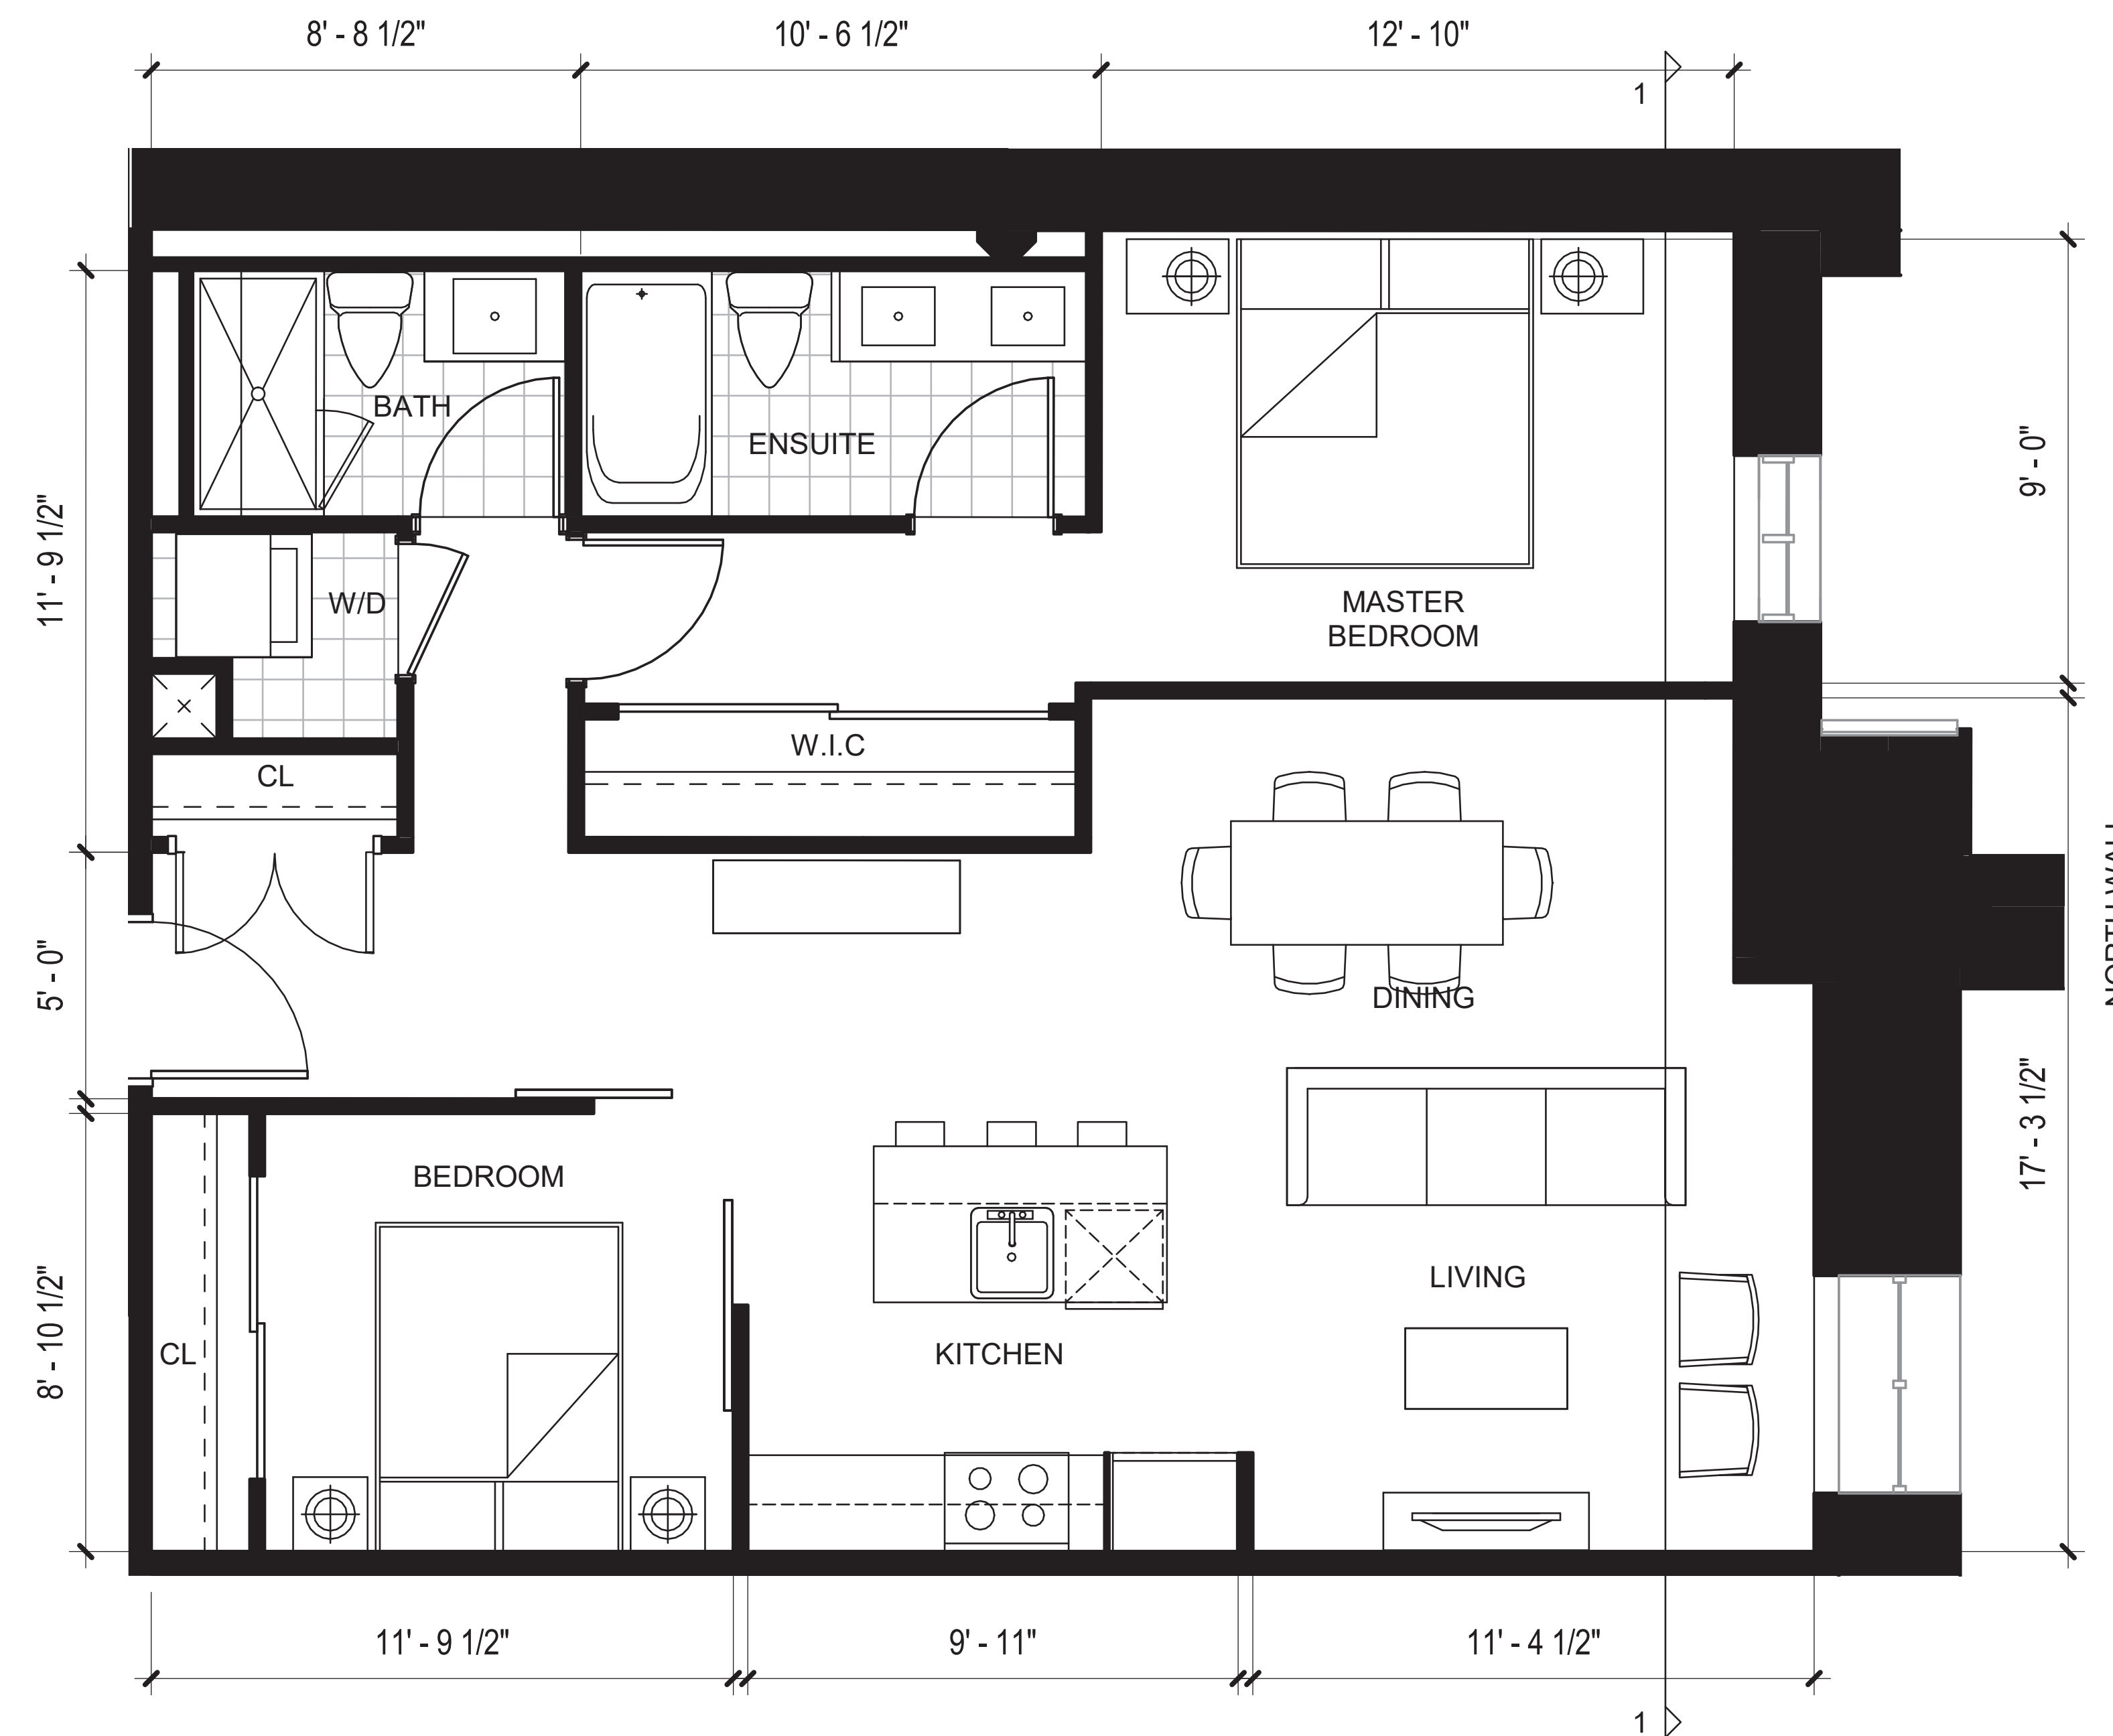 8' - 8 1/2"
10' - 6 1/2"
12' - 10"
1
BATH
ENSUITE
9' - 0"
11' - 9 1/2"
W/D
MASTER
BEDROOM
W.I.C
CL
NORTH WALL
5' - 0"
DINING
17' - 3 1/2"
BEDROOM
LIVING
8' - 10 1/2"
CL
KITCHEN
11' - 9 1/2"
9' - 11"
11' - 4 1/2"
1